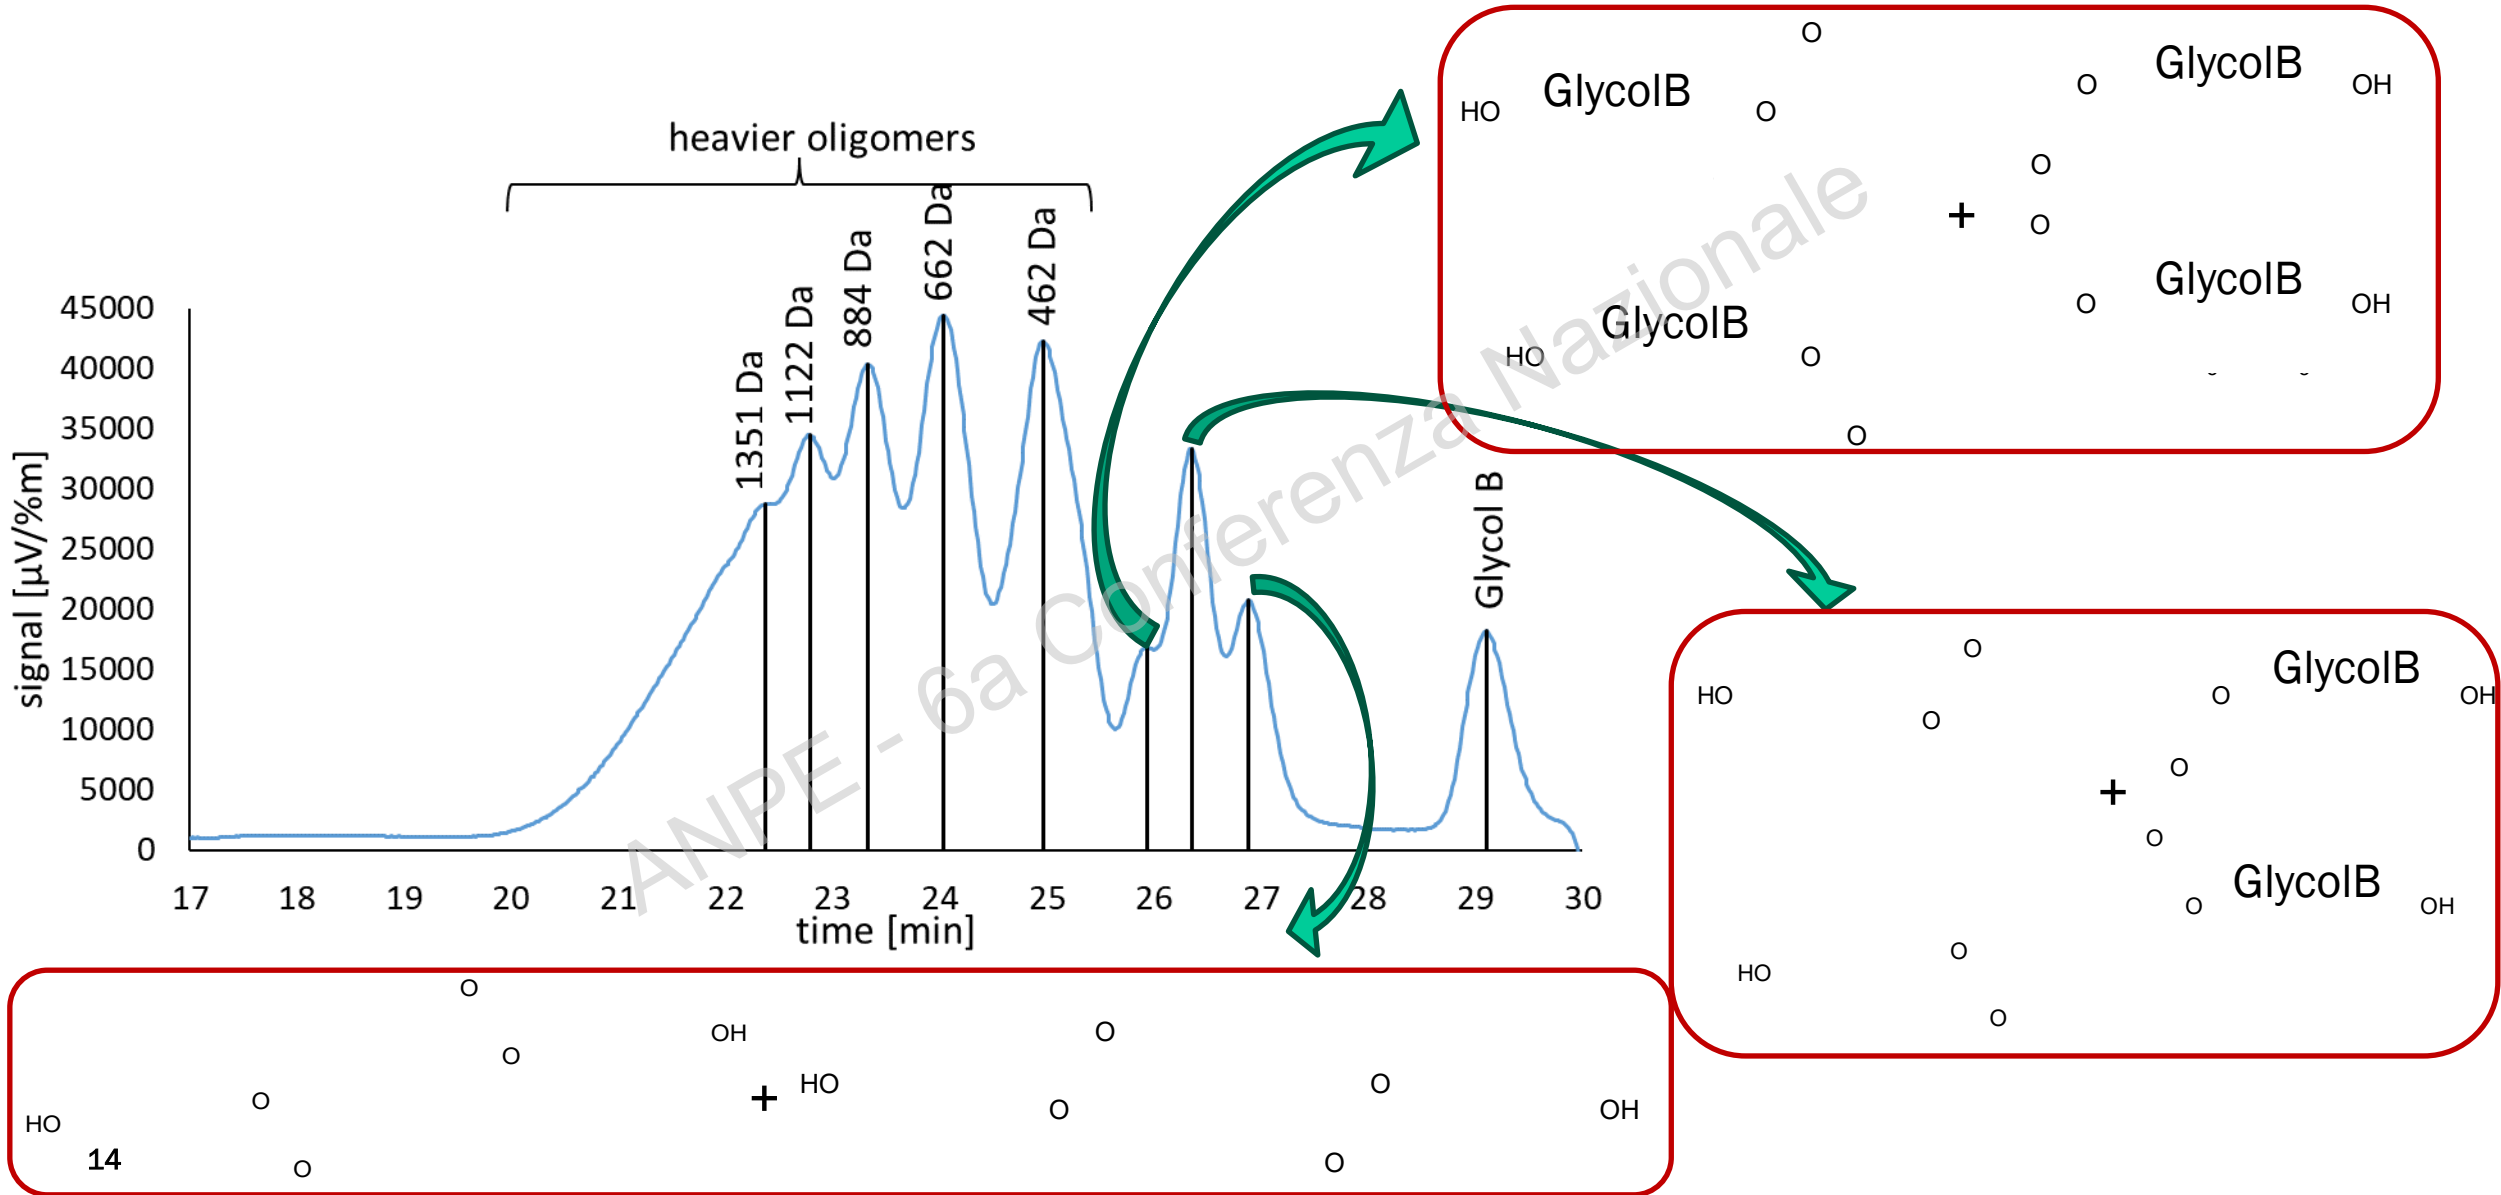 heavier oligomers
1351 Da
1122 Da
884 Da
662 Da
462 Da
Glycol B
signal [µV/%m]
45000
40000
35000
30000
25000
20000
15000
10000
5000
0
17 18 19 20 21 22 23 24 25 26 27 28 29 30
time [min]
O
GlycolB
GlycolB
O
OH
HO
O
O
+
O
GlycolB
GlycolB
O
OH
HO
O
O
O
GlycolB
HO
O
OH
O
O
+
O
GlycolB
O
OH
O
HO
O
O
OH
O
O
O
HO
O
+
HO
O
O
O
OH
O
14
ANPE - 6a Conferenza Nazionale